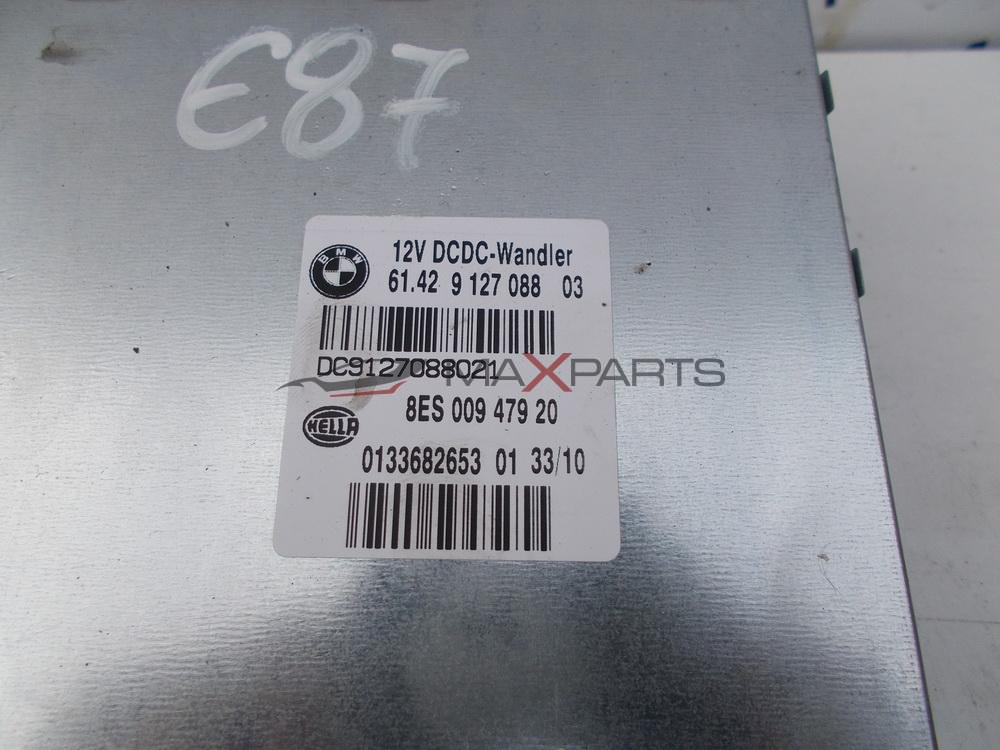 E87
BMW
12V DCDC-Wandler
61.42 9 127 088 03
DC9127088021
MAXPARTS
8ES 009 479 20
HELLA
0133682653 01 33/10